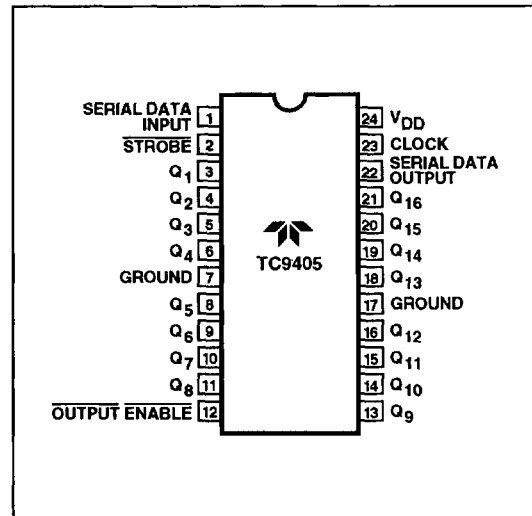 SERIAL DATA
INPUT 1
STROBE 2
Q1 3
Q2 4
Q3 5
Q4 6
GROUND 7
Q5 8
Q6 9
Q7 10
Q8 11
OUTPUT ENABLE 12
TC9405
24 VDD
23 CLOCK
22 SERIAL DATA
OUTPUT
21 Q16
20 Q15
19 Q14
18 Q13
17 GROUND
16 Q12
15 Q11
14 Q10
13 Q9